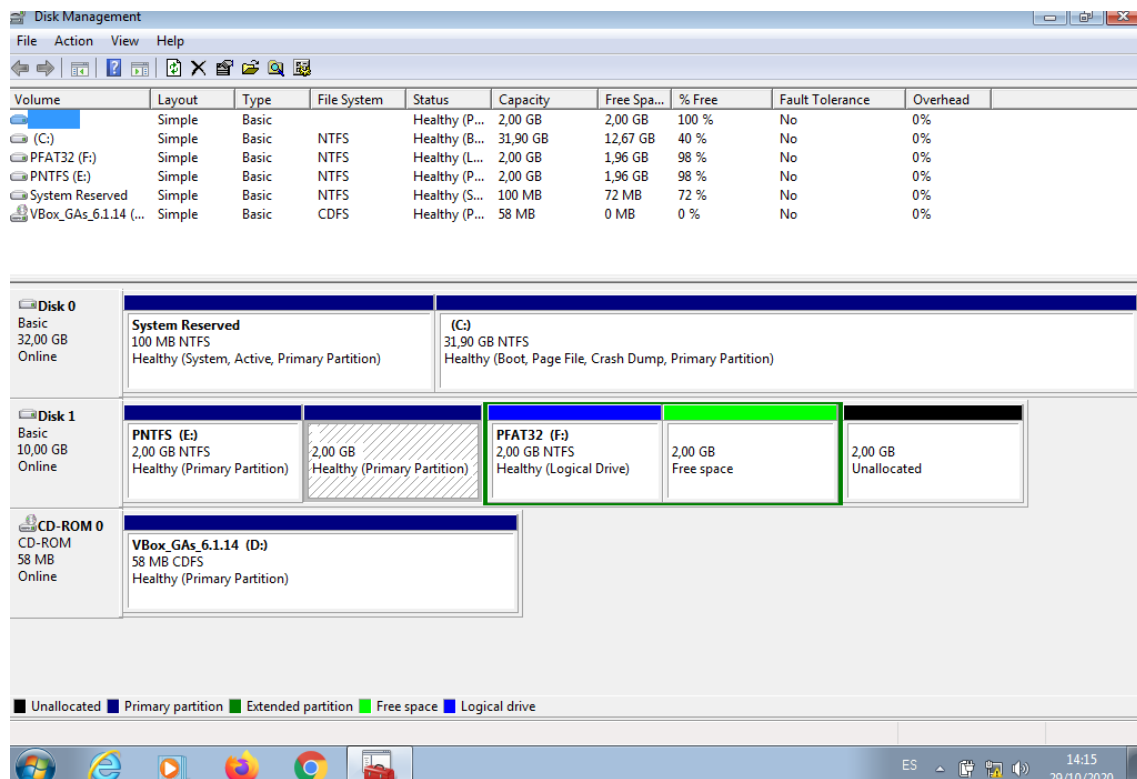 Disk Management
File Action View Help
Volume Layout Type File System Status Capacity Free Spa... % Free Fault Tolerance Overhead
Simple Basic Healthy (P... 2,00 GB 2,00 GB 100 % No 0%
(C:) Simple Basic NTFS Healthy (B... 31,90 GB 12,67 GB 40 % No 0%
PFAT32 (F:) Simple Basic NTFS Healthy (L... 2,00 GB 1,96 GB 98 % No 0%
PNTFS (E:) Simple Basic NTFS Healthy (P... 2,00 GB 1,96 GB 98 % No 0%
System Reserved Simple Basic NTFS Healthy (S... 100 MB 72 MB 72 % No 0%
VBox_GAs_6.1.14 (... Simple Basic CDFS Healthy (P... 58 MB 0 MB 0 % No 0%
Disk 0
Basic
32,00 GB
Online
System Reserved
100 MB NTFS
Healthy (System, Active, Primary Partition)
(C:)
31,90 GB NTFS
Healthy (Boot, Page File, Crash Dump, Primary Partition)
Disk 1
Basic
10,00 GB
Online
PNTFS (E:)
2,00 GB NTFS
Healthy (Primary Partition)
2,00 GB
Healthy (Primary Partition)
PFAT32 (F:)
2,00 GB NTFS
Healthy (Logical Drive)
2,00 GB
Free space
2,00 GB
Unallocated
CD-ROM 0
CD-ROM
58 MB
Online
VBox_GAs_6.1.14 (D:)
58 MB CDFS
Healthy (Primary Partition)
Unallocated Primary partition Extended partition Free space Logical drive
ES 14:15
29/10/2020